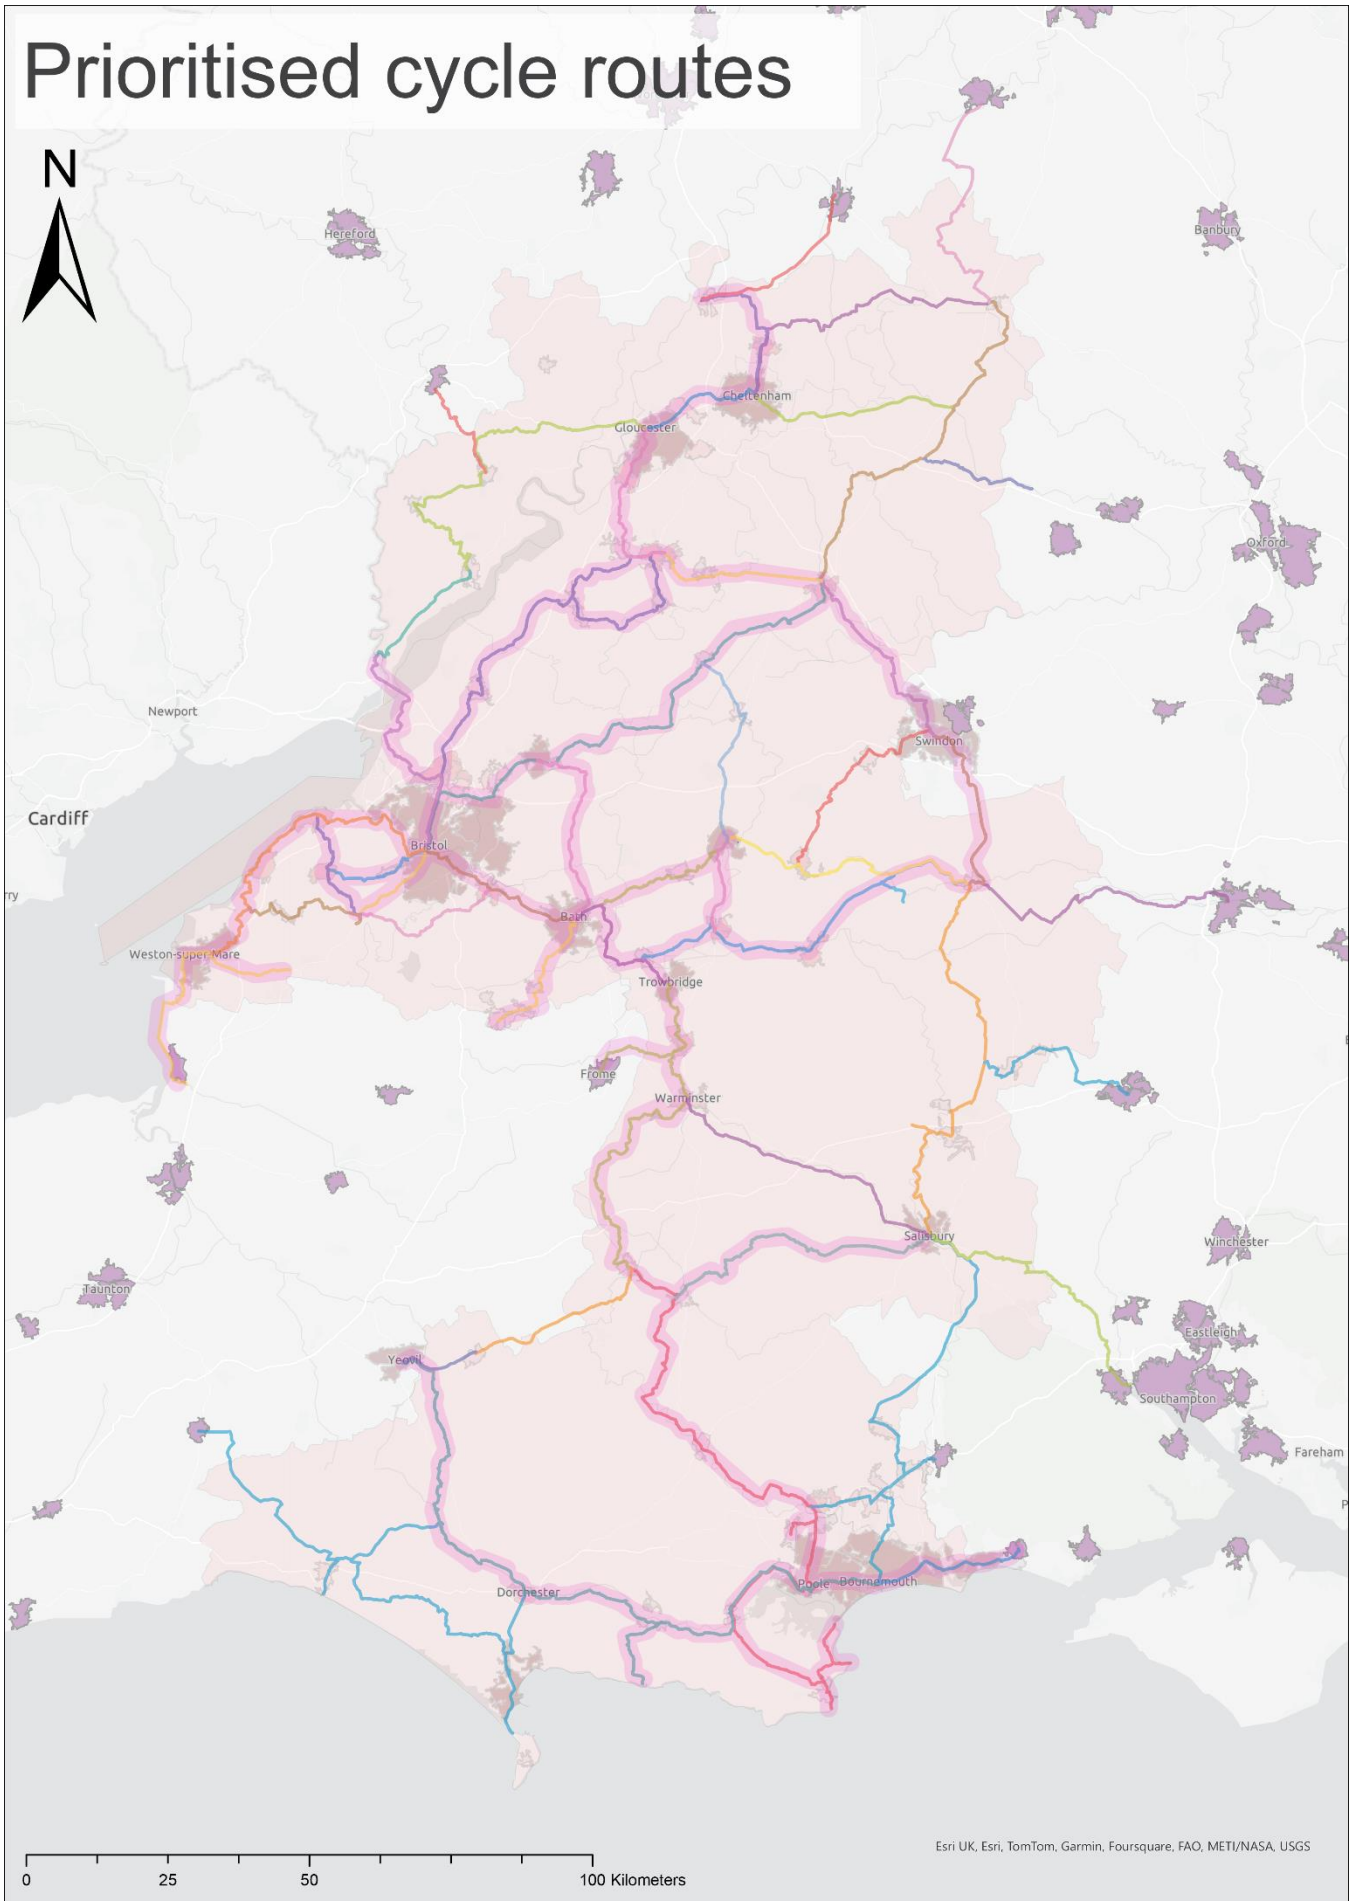 Prioritised cycle routes
N
Hereford
Banbury
Cheltenham
Gloucester
Oxford
Newport
Swindon
Cardiff
Bristol
rry
Bath
Weston-super-Mare
Trowbridge
Frome
Warminster
Salisbury
Winchester
Taunton
Eastleigh
Yeovil
Southampton
Fareham
Poole
Bournemouth
Dorchester
Esri UK, Esri, TomTom, Garmin, Foursquare, FAO, METI/NASA, USGS
0 25 50 100 Kilometers